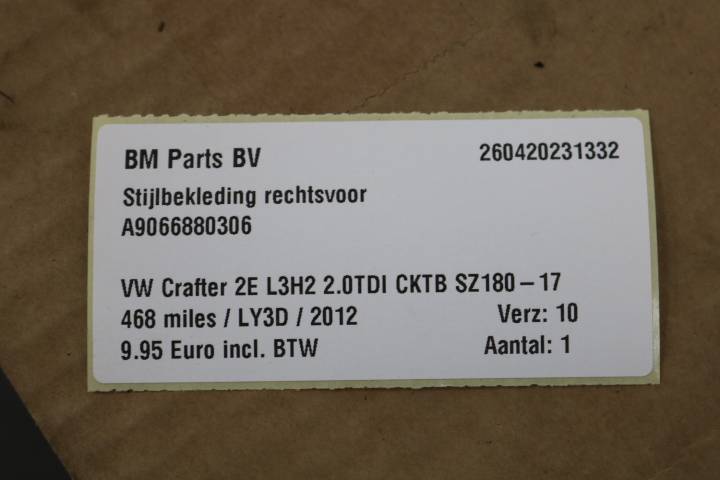 BM Parts BV 260420231332
Stijlbekleding rechtsvoor
A9066880306
VW Crafter 2E L3H2 2.0TDI CKTB SZ180-17
468 miles / LY3D / 2012 Verz: 10
9.95 Euro incl. BTW Aantal: 1